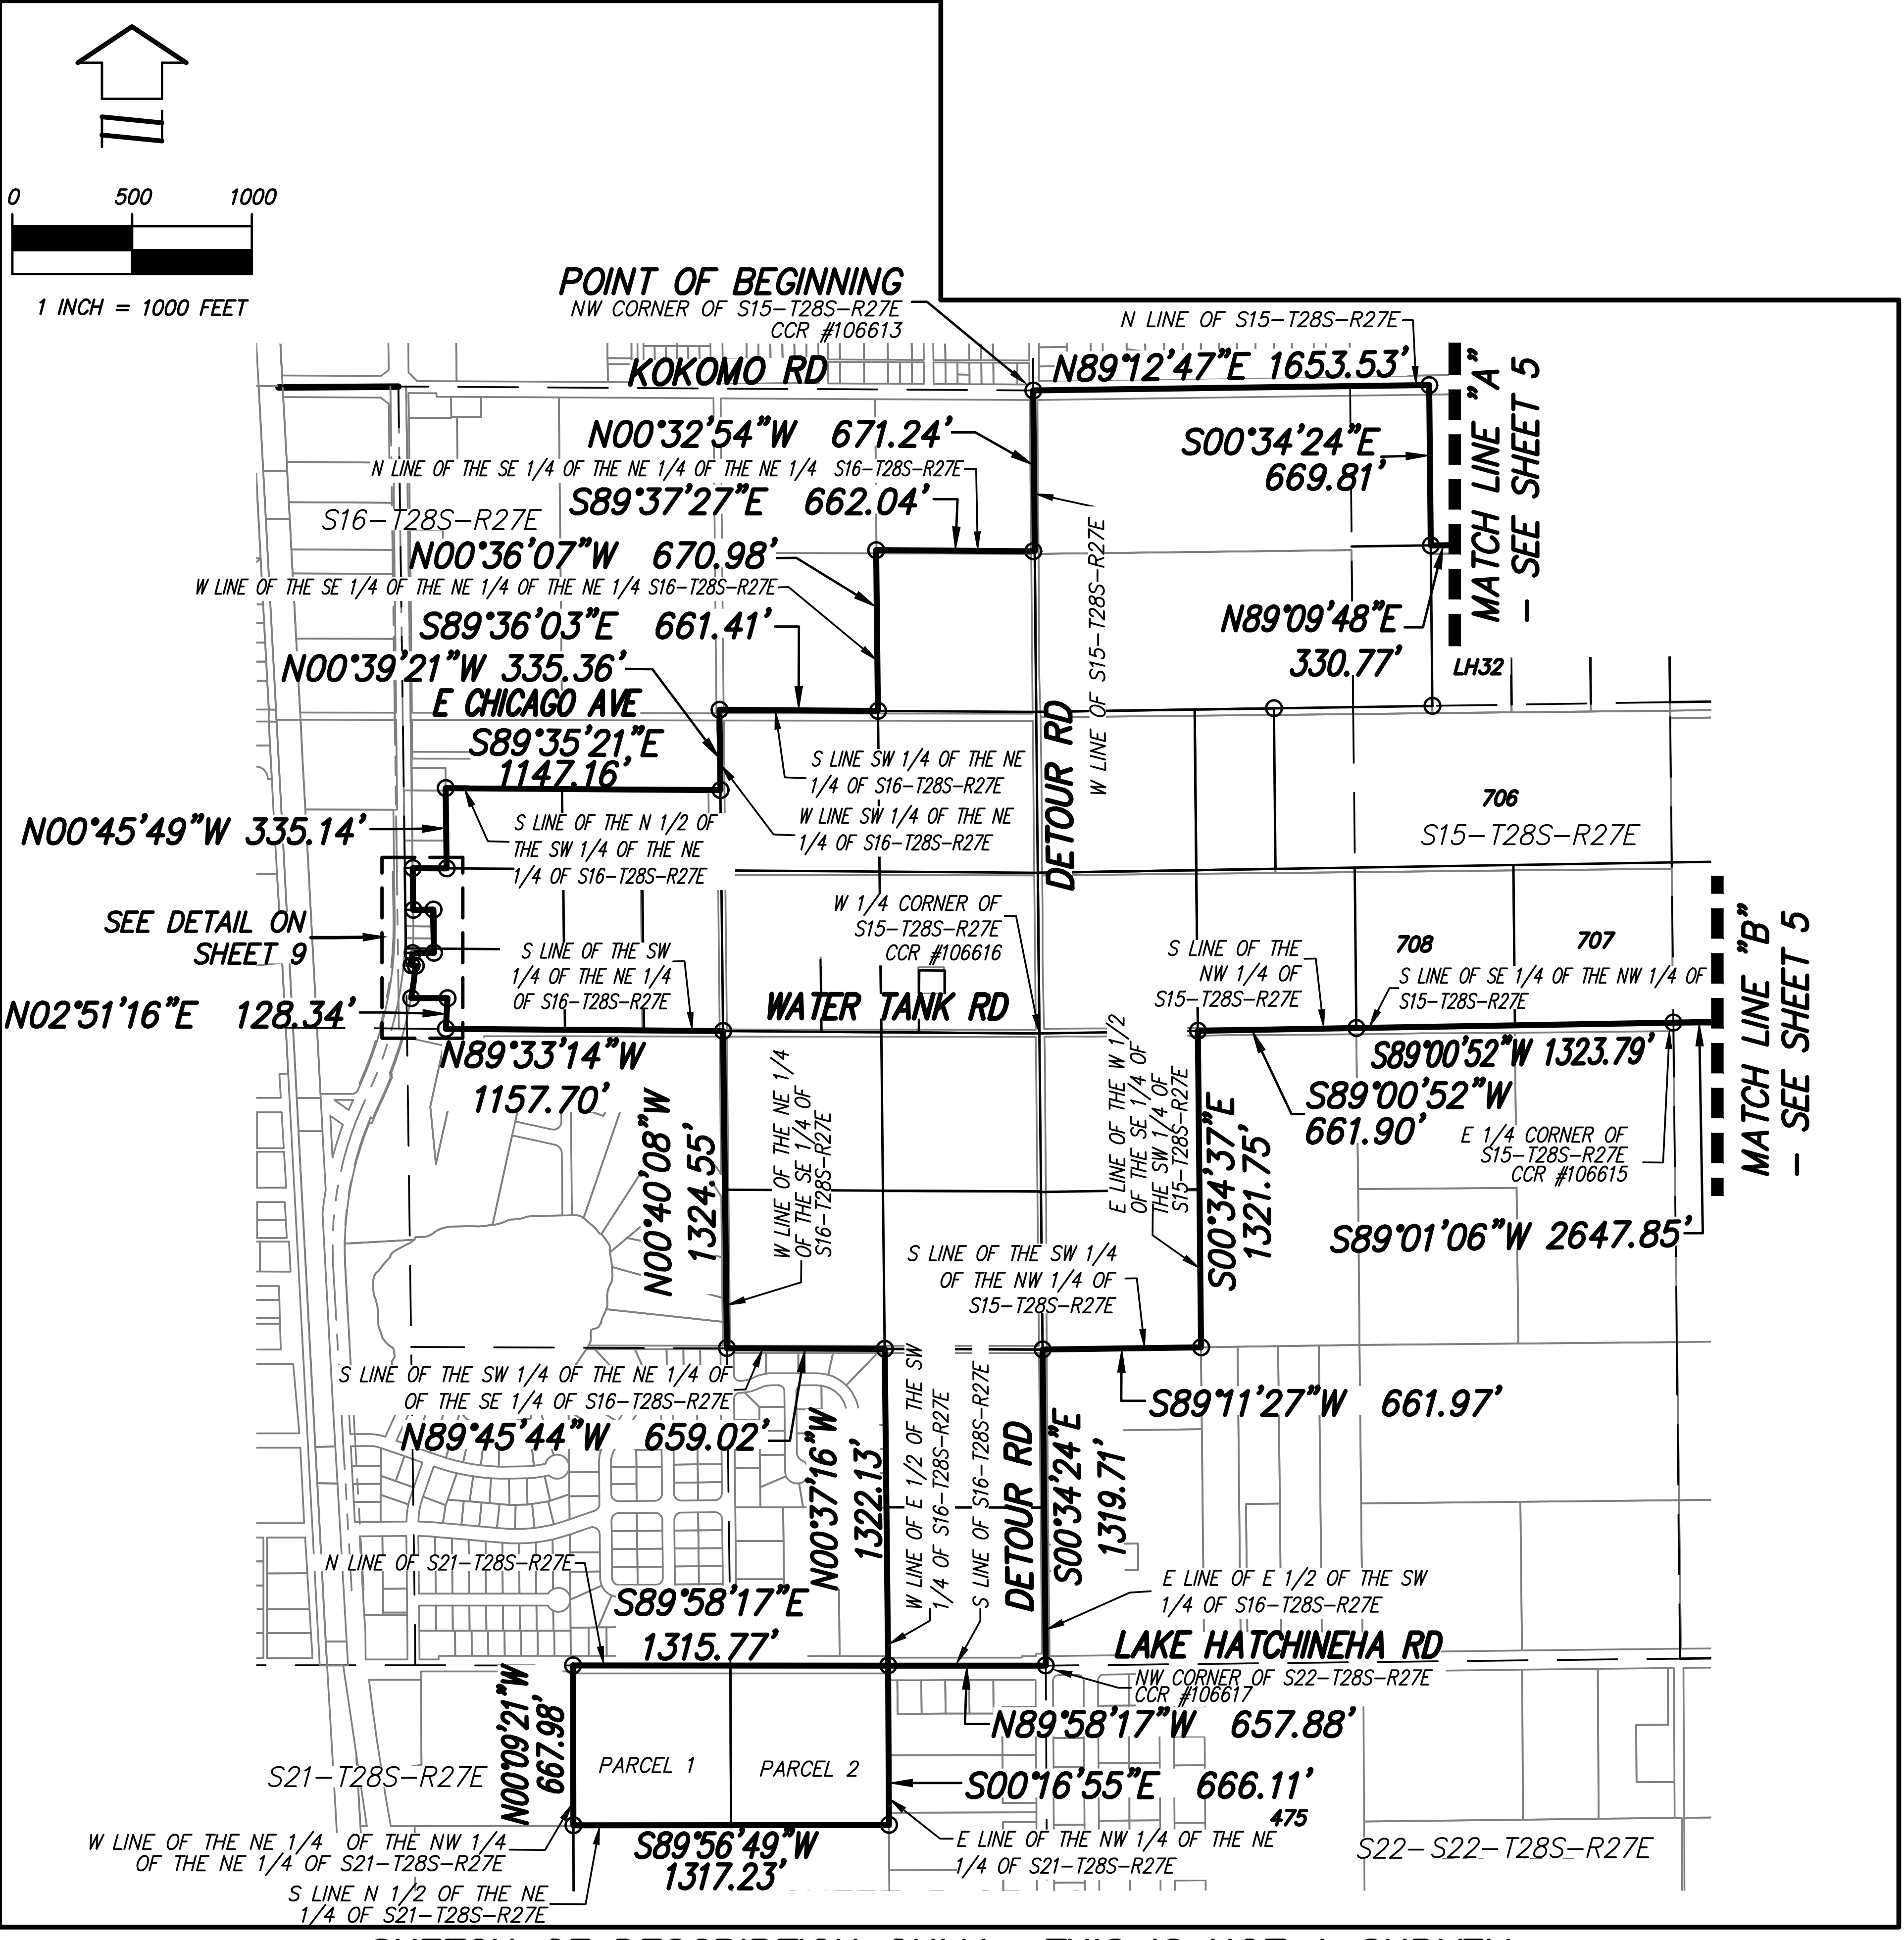 0 500 1000
1 INCH = 1000 FEET
POINT OF BEGINNING
NW CORNER OF S15-T28S-R27E
CCR #106613
N LINE OF S15-T28S-R27E
KOKOMO RD
N89°12'47"E 1653.53'
MATCH LINE "A"
- SEE SHEET 5
N00°32'54"W 671.24'
S00°34'24"E
669.81'
N LINE OF THE SE 1/4 OF THE NE 1/4 OF THE NE 1/4 S16-T28S-R27E
S89°37'27"E 662.04'
S16-T28S-R27E
W LINE OF S15-T28S-R27E
N00°36'07"W 670.98'
W LINE OF THE SE 1/4 OF THE NE 1/4 OF THE NE 1/4 S16-T28S-R27E
S89°36'03"E 661.41'
N89°09'48"E
330.77'
LH32
N00°39'21"W 335.36'
E CHICAGO AVE
S89°35'21"E
1147.16'
DETOUR RD
S LINE SW 1/4 OF THE NE
1/4 OF S16-T28S-R27E
W LINE SW 1/4 OF THE NE
1/4 OF S16-T28S-R27E
706
S15-T28S-R27E
N00°45'49"W 335.14'
S LINE OF THE N 1/2 OF
THE SW 1/4 OF THE NE
1/4 OF S16-T28S-R27E
SEE DETAIL ON
SHEET 9
W 1/4 CORNER OF
S15-T28S-R27E
CCR #106616
S LINE OF THE SW
1/4 OF THE NE 1/4
OF S16-T28S-R27E
S LINE OF THE
NW 1/4 OF
S15-T28S-R27E
708
707
S LINE OF SE 1/4 OF THE NW 1/4 OF
S15-T28S-R27E
MATCH LINE "B"
- SEE SHEET 5
N02°51'16"E 128.34'
WATER TANK RD
N89°33'14"W
1157.70'
S89°00'52"W 1323.79'
S89°00'52"W
661.90'
E 1/4 CORNER OF
S15-T28S-R27E
CCR #106615
S89°01'06"W 2647.85'
N00°40'08"W
1324.55'
W LINE OF THE NE 1/4
OF THE SE 1/4 OF
S16-T28S-R27E
E LINE OF THE W 1/2
OF THE SE 1/4 OF
THE SW 1/4 OF
S15-T28S-R27E
S00°34'37"E
1321.75'
S LINE OF THE SW 1/4
OF THE NW 1/4 OF
S15-T28S-R27E
S LINE OF THE SW 1/4 OF THE NE 1/4 OF
OF THE SE 1/4 OF S16-T28S-R27E
N89°45'44"W 659.02'
S89°11'27"W 661.97'
N00°37'16"W
1322.13'
W LINE OF E 1/2 OF THE SW
1/4 OF S16-T28S-R27E
S LINE OF S16-T28S-R27E
DETOUR RD
S00°34'24"E
1319.71'
N LINE OF S21-T28S-R27E
E LINE OF E 1/2 OF THE SW
1/4 OF S16-T28S-R27E
S89°58'17"E
1315.77'
LAKE HATCHINEHA RD
NW CORNER OF S22-T28S-R27E
CCR #106617
N89°58'17"W 657.88'
N00°09'21"W
667.98'
PARCEL 1
PARCEL 2
S21-T28S-R27E
S00°16'55"E 666.11'
475
W LINE OF THE NE 1/4 OF THE NW 1/4
OF THE NE 1/4 OF S21-T28S-R27E
S89°56'49"W
1317.23'
E LINE OF THE NW 1/4 OF THE NE
1/4 OF S21-T28S-R27E
S22-S22-T28S-R27E
S LINE N 1/2 OF THE NE
1/4 OF S21-T28S-R27E